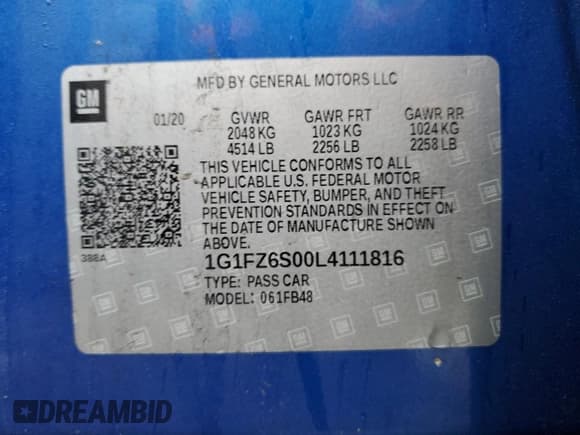 GM
MFD BY GENERAL MOTORS LLC
01/20 GVWR GAWR FRT GAWR RR
2048 KG 1023 KG 1024 KG
4514 LB 2256 LB 2258 LB
THIS VEHICLE CONFORMS TO ALL
APPLICABLE U.S. FEDERAL MOTOR
VEHICLE SAFETY, BUMPER, AND THEFT
PREVENTION STANDARDS IN EFFECT ON
THE DATE OF MANUFACTURE SHOWN
ABOVE.
388A
1G1FZ6S00L4111816
TYPE: PASS CAR
MODEL: 061FB48
DREAMBID